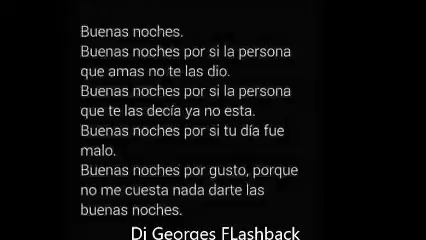 Buenas noches.
Buenas noches por si la persona
que amas no te las dio.
Buenas noches por si la persona
que te las decía ya no esta.
Buenas noches por si tu día fue
malo.
Buenas noches por gusto, porque
no me cuesta nada darte las
buenas noches.
Dj Georges FLashback